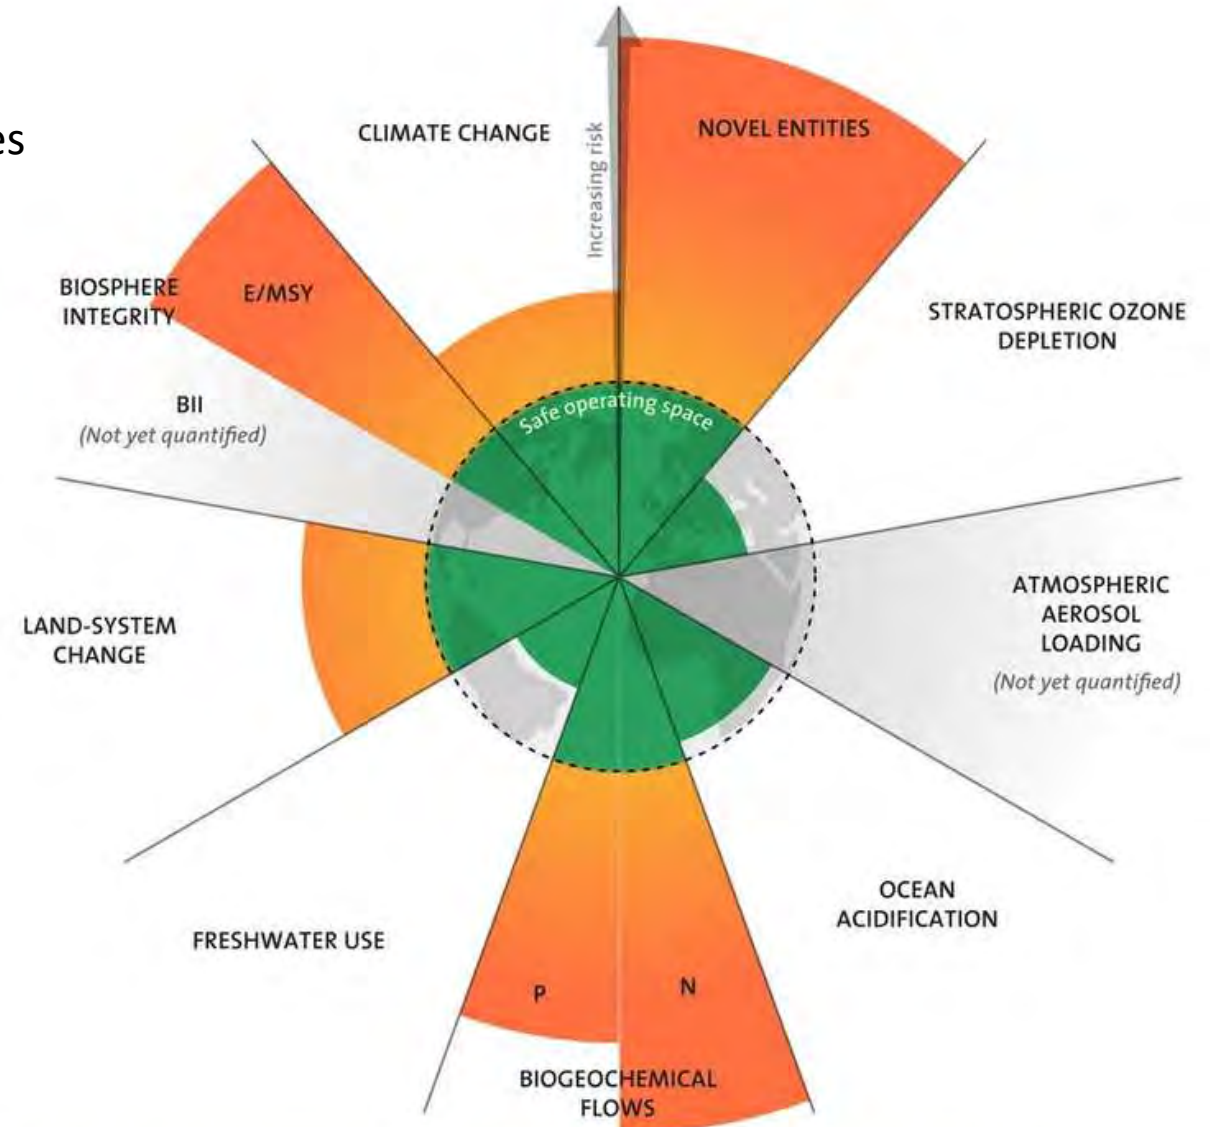 es
CLIMATE CHANGE
Increasing risk
NOVEL ENTITIES
BIOSPHERE
INTEGRITY
E/MSY
STRATOSPHERIC OZONE
DEPLETION
BII
(Not yet quantified)
Safe operating space
ATMOSPHERIC
AEROSOL
LOADING
(Not yet quantified)
LAND-SYSTEM
CHANGE
OCEAN
ACIDIFICATION
FRESHWATER USE
P
N
BIOGEOCHEMICAL
FLOWS